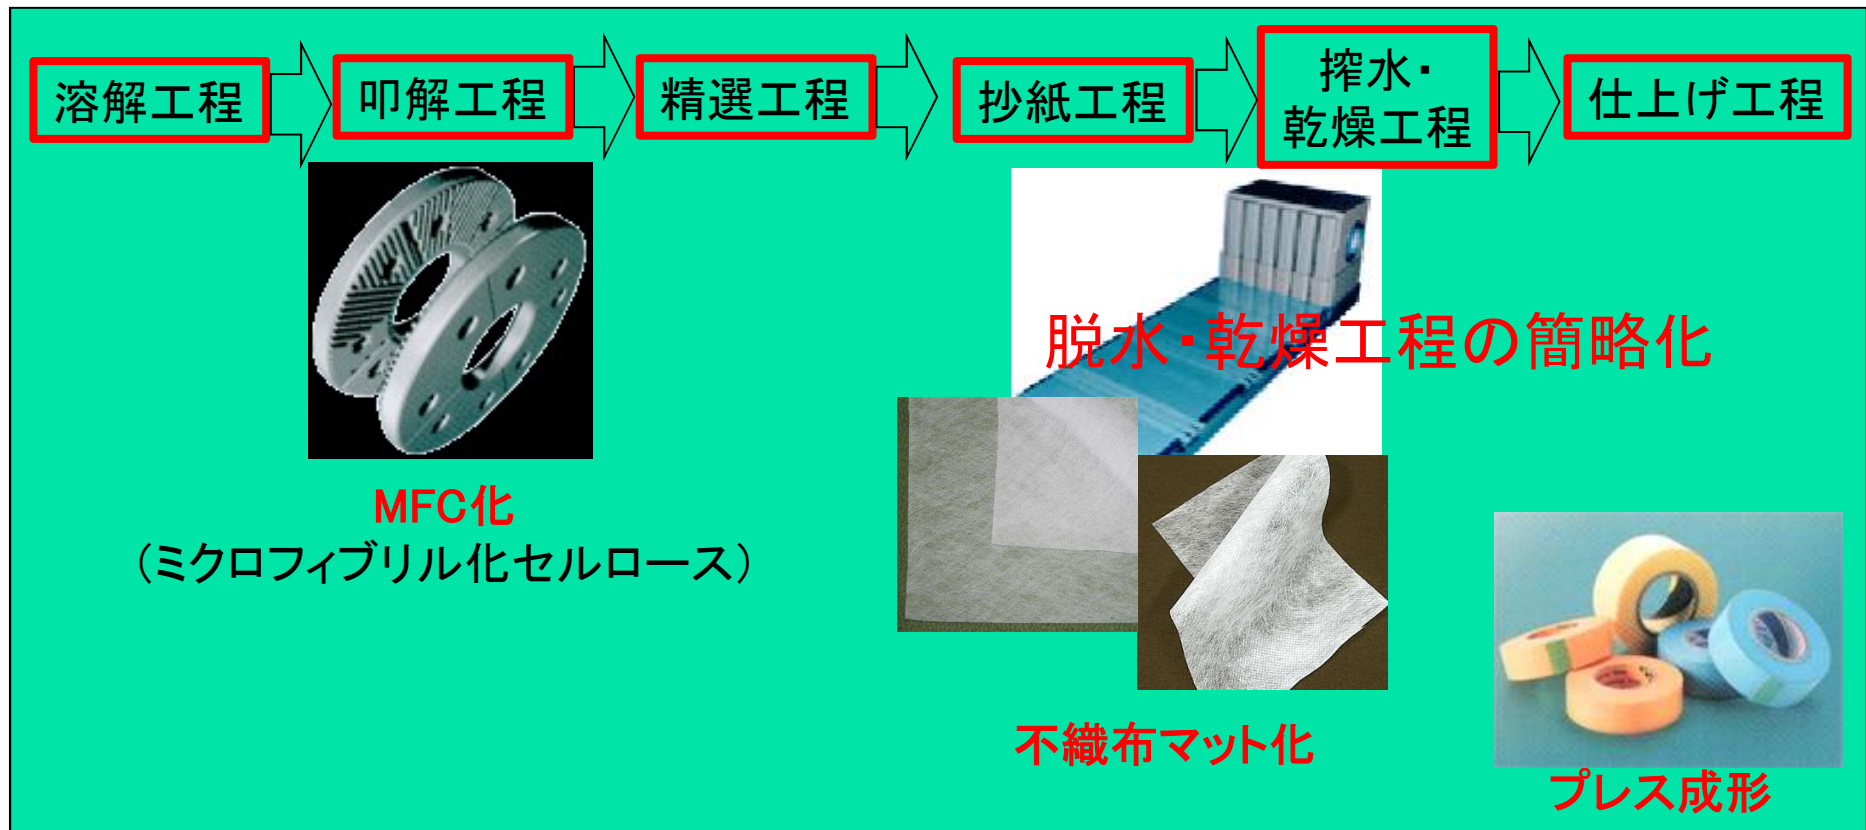 溶解工程
叩解工程
精選工程
抄紙工程
搾水・
乾燥工程
仕上げ工程
脱水・乾燥工程の簡略化
MFC化
（ミクロフィブリル化セルロース）
不織布マット化
プレス成形